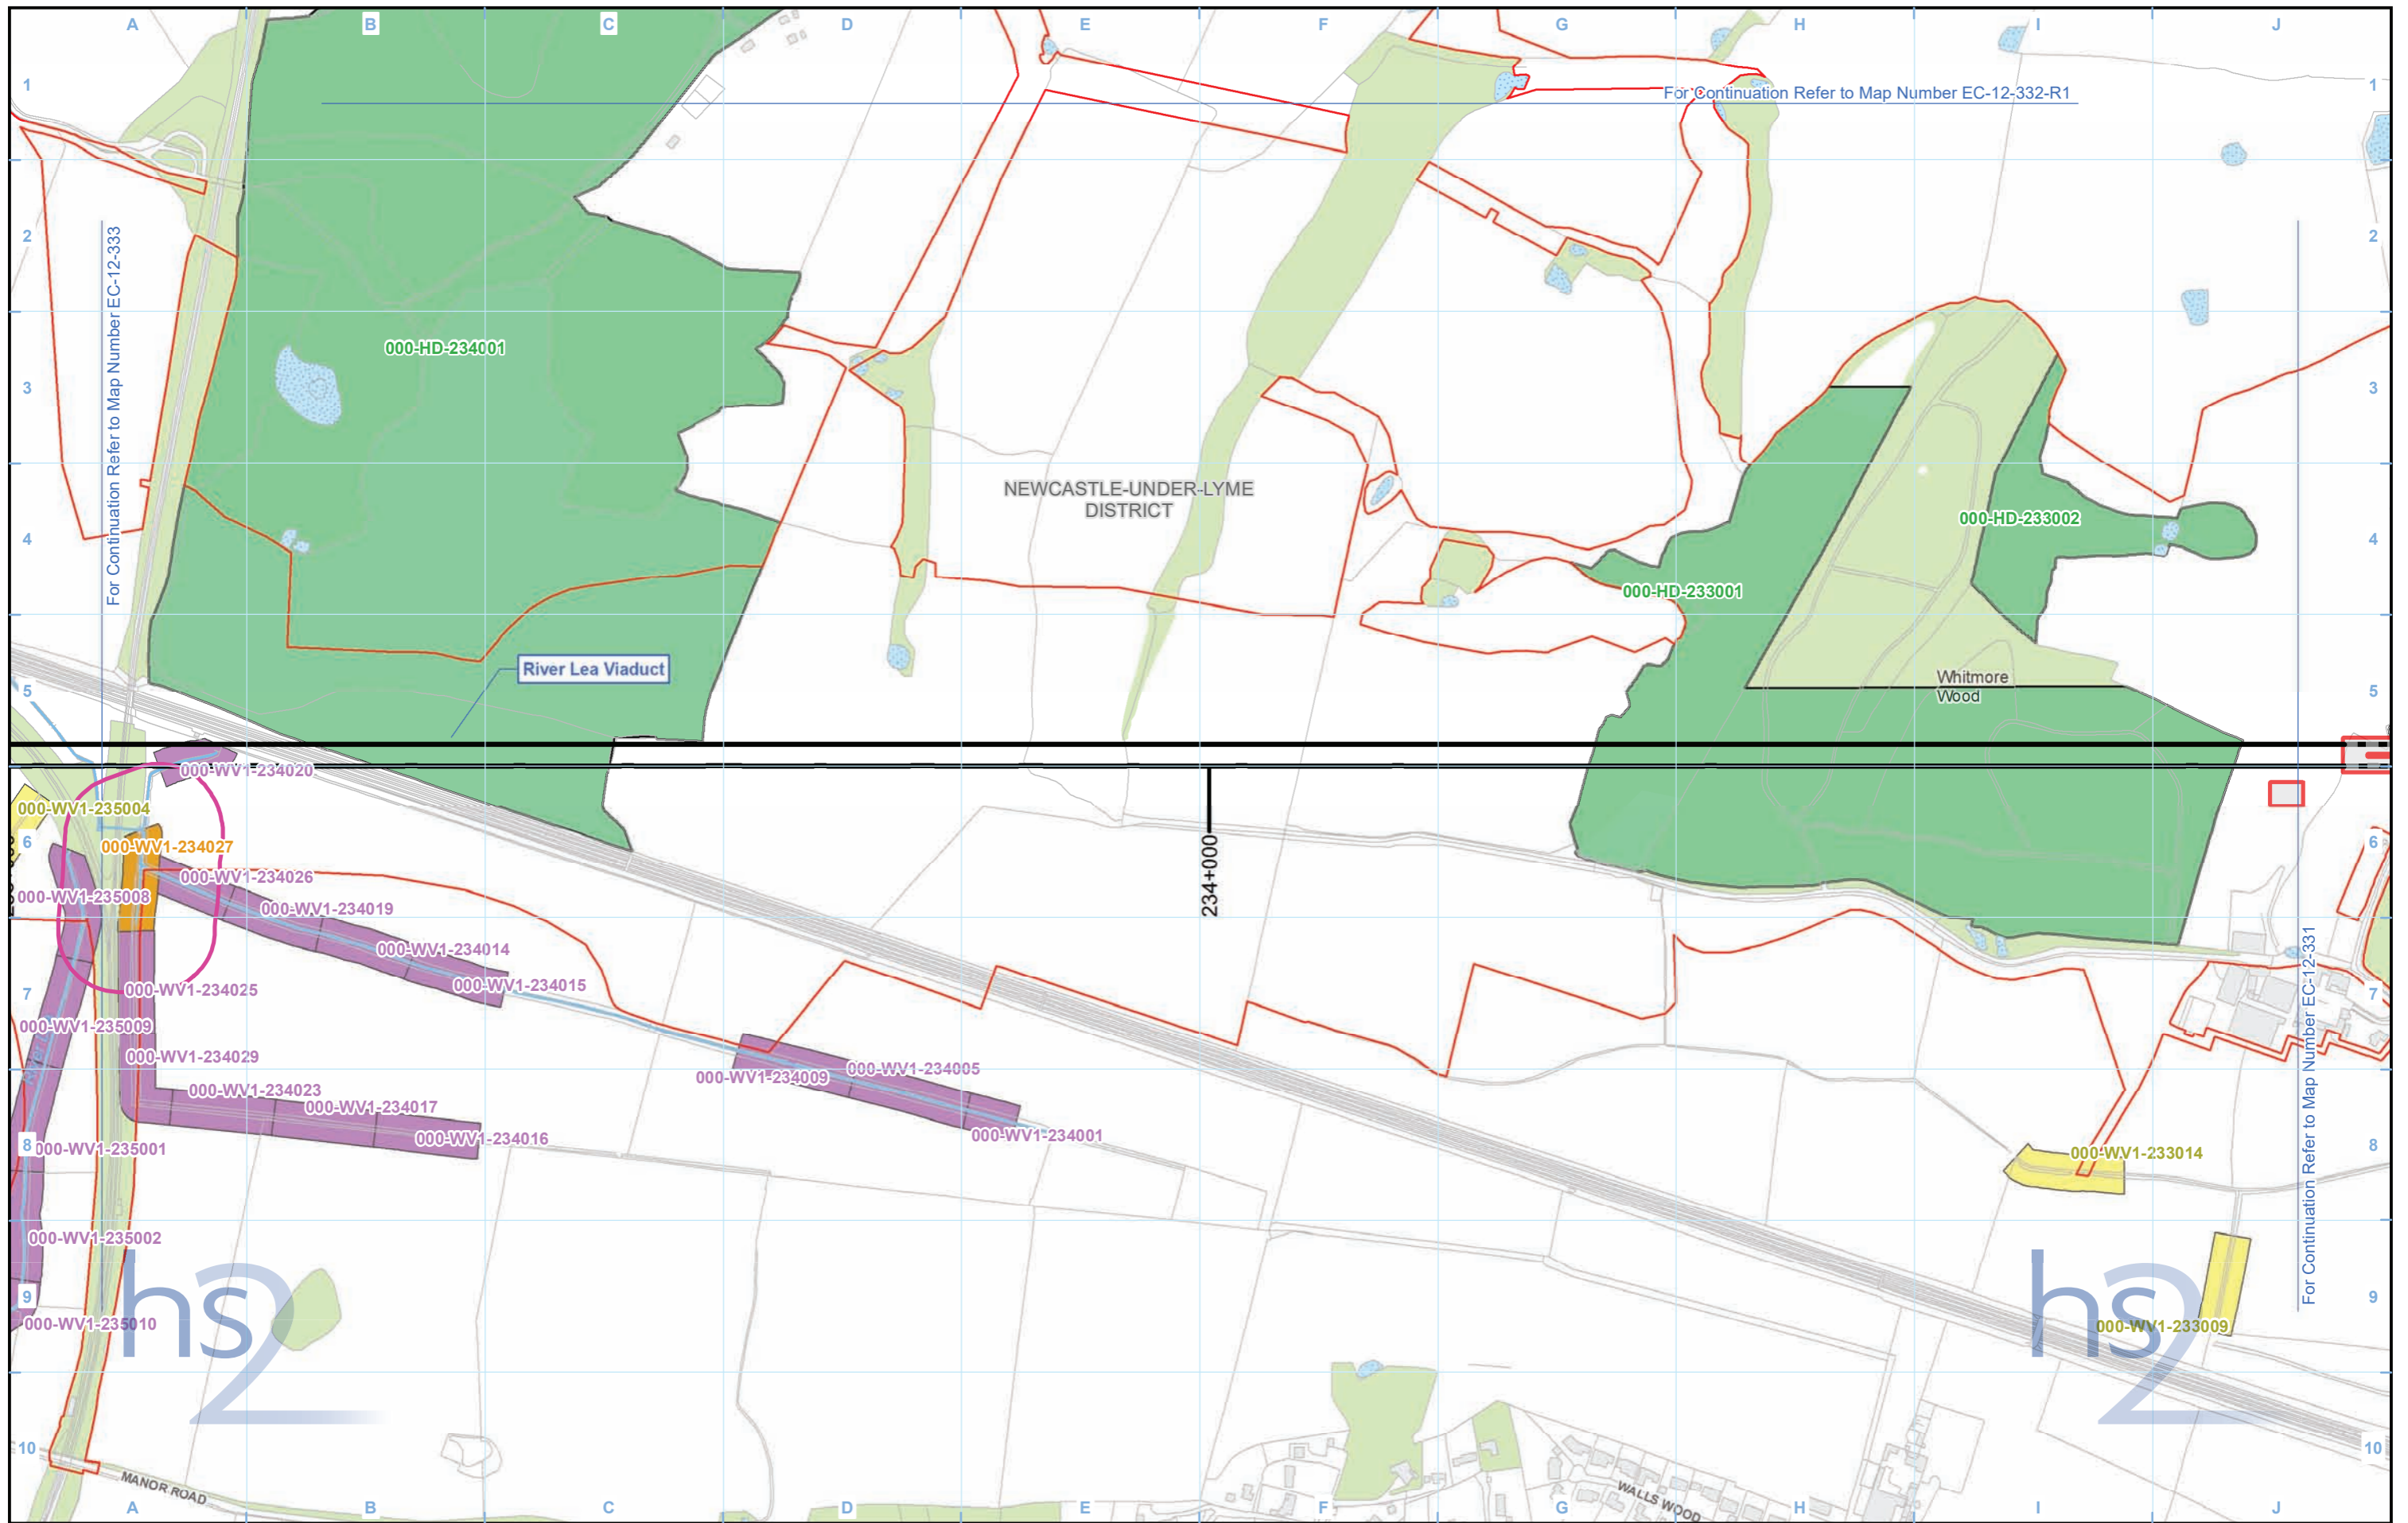 A B C D E F G H I J
1 1
For Continuation Refer to Map Number EC-12-332-R1
2 2
For Continuation Refer to Map Number EC-12-333
000-HD-234001
3 3
NEWCASTLE-UNDER-LYME
DISTRICT
000-HD-233002
4 4
000-HD-233001
River Lea Viaduct
Whitmore
Wood
5 5
000-WV1-234020
000-WV1-235004
6 6
000-WV1-234027
234+000
000-WV1-234026
000-WV1-235008
000-WV1-234019
000-WV1-234014
000-WV1-234015
000-WV1-234025
7 7
For Continuation Refer to Map Number EC-12-331
000-WV1-235009
000-WV1-234029
000-WV1-234005
000-WV1-234009
000-WV1-234023
000-WV1-234017
000-WV1-234016
000-WV1-234001
8 8
000-WV1-235001
000-WV1-233014
000-WV1-235002
hs2
hs2
9 9
000-WV1-235010
000-WV1-233009
10 10
MANOR ROAD
WALLS WOOD
A B C D E F G H I J